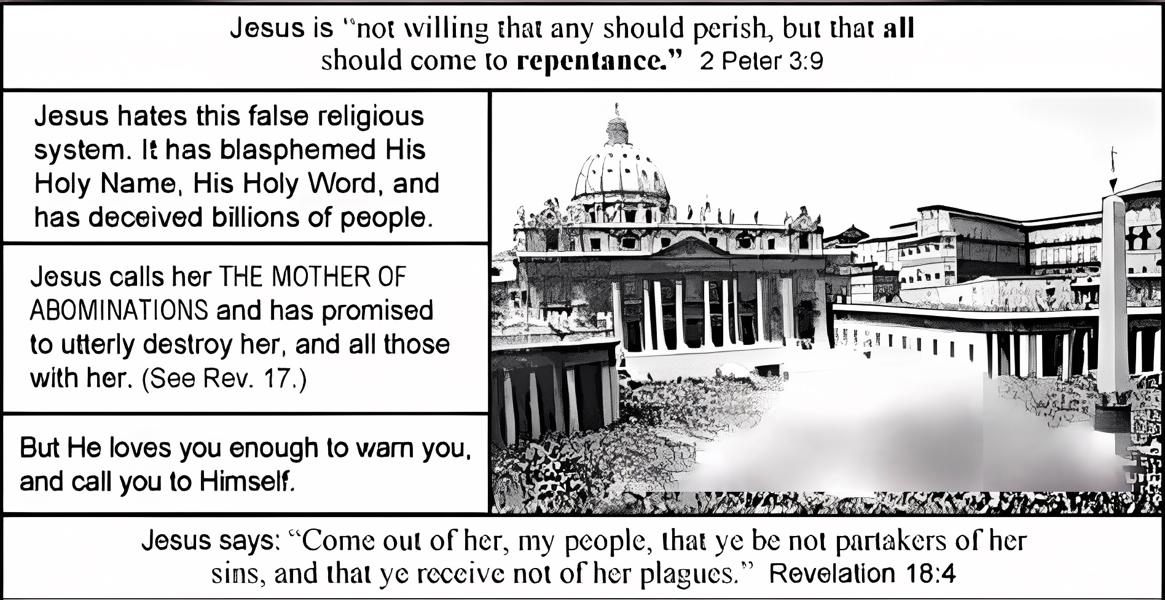 Jesus is “not willing that any should perish, but that all
should come to repentance.” 2 Peter 3:9
Jesus hates this false religious
system. It has blasphemed His
Holy Name, His Holy Word, and
has deceived billions of people.
Jesus calls her THE MOTHER OF
ABOMINATIONS and has promised
to utterly destroy her, and all those
with her. (See Rev. 17.)
But He loves you enough to warn you,
and call you to Himself.
Jesus says: “Come out of her, my people, that ye be not partakers of her
sins, and that ye receive not of her plagues.” Revelation 18:4